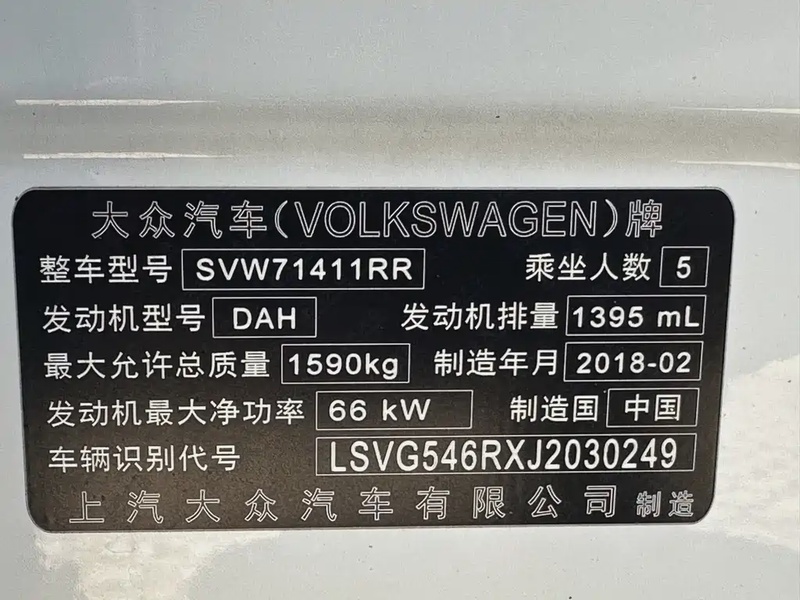 大众汽车(VOLKSWAGEN)牌
整车型号 SVW71411RR 乘坐人数 5
发动机型号 DAH 发动机排量 1395 mL
最大允许总质量 1590kg 制造年月 2018-02
发动机最大净功率 66 kW 制造国 中国
车辆识别代号 LSVG546RXJ2030249
上汽大众汽车有限公司 制造